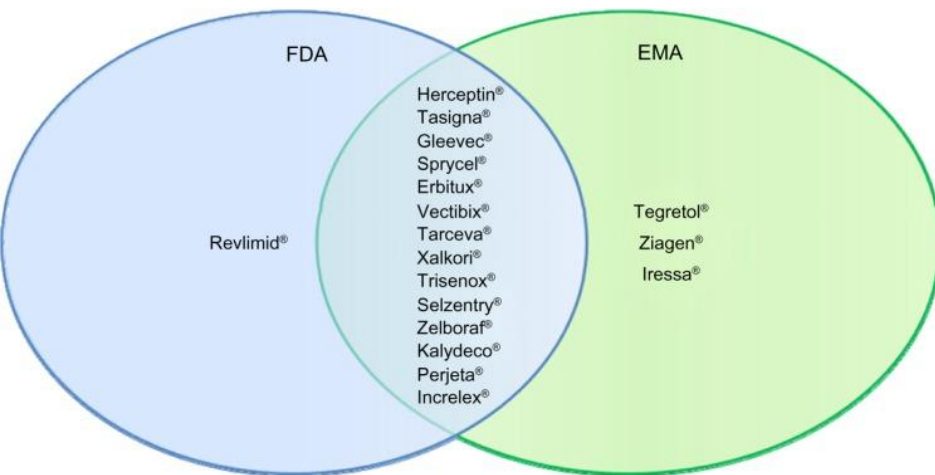 FDA
EMA
Herceptin®
Tasigna®
Gleevec®
Sprycel®
Erbitux®
Vectibix®
Tarceva®
Xalkori®
Trisenox®
Selzentry®
Zelboraf®
Kalydeco®
Perjeta®
Increlex®
Revlimid®
Tegretol®
Ziagen®
Iressa®